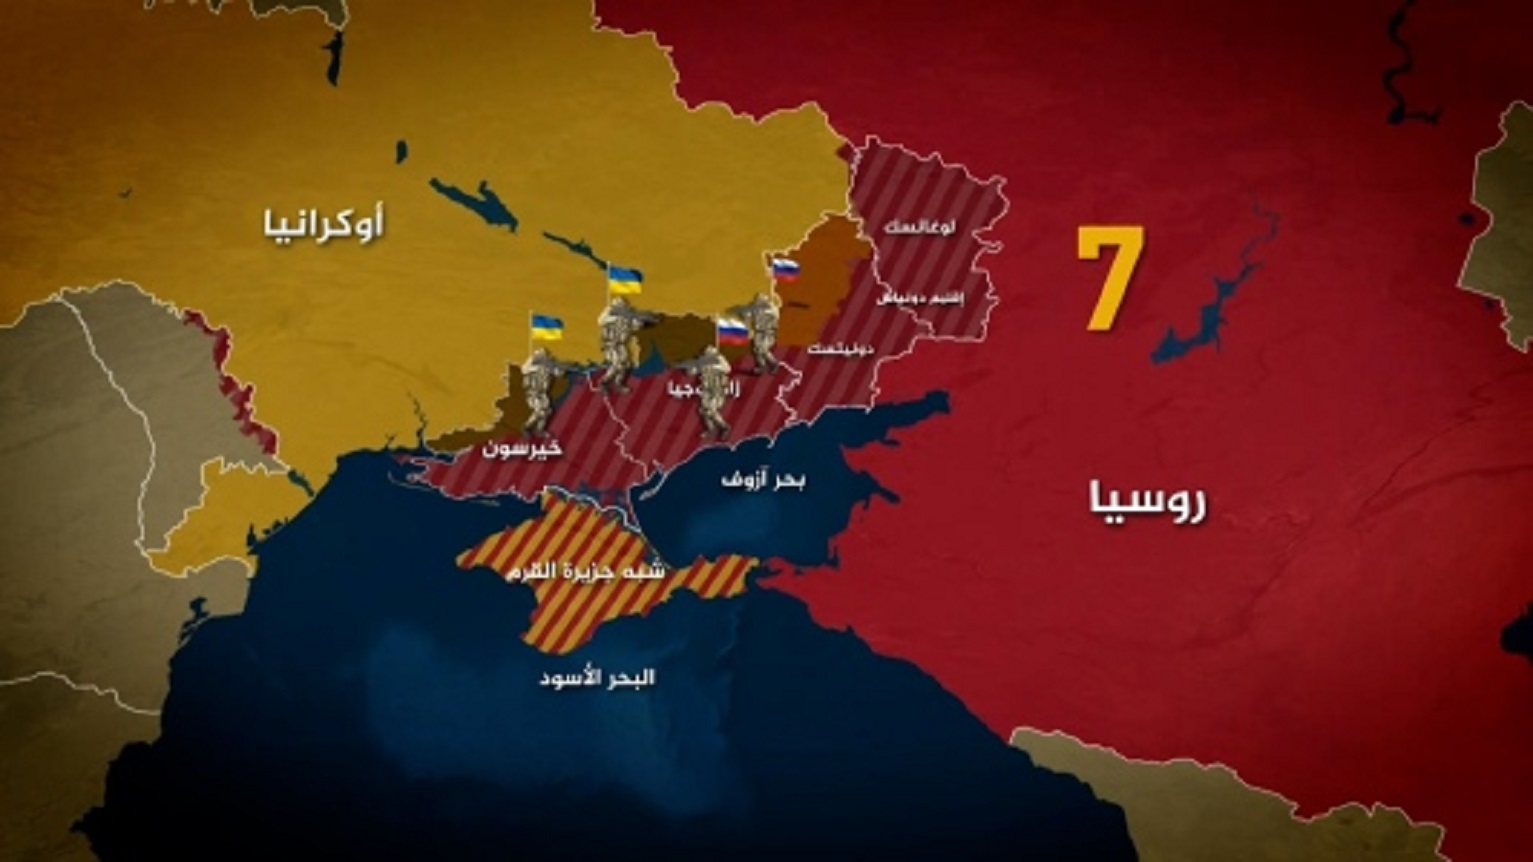 أوكرانيا
لوغانسك
7
إقليم دونباس
دونيتسك
خيرسون
بحر آزوف
روسيا
شبه جزيرة القرم
البحر الأسود